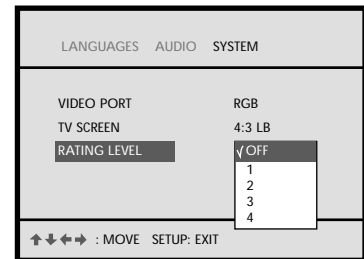 LANGUAGES AUDIO SYSTEM
VIDEO PORT RGB
TV SCREEN 4:3 LB
RATING LEVEL √ OFF
1
2
3
4
: MOVE SETUP: EXIT